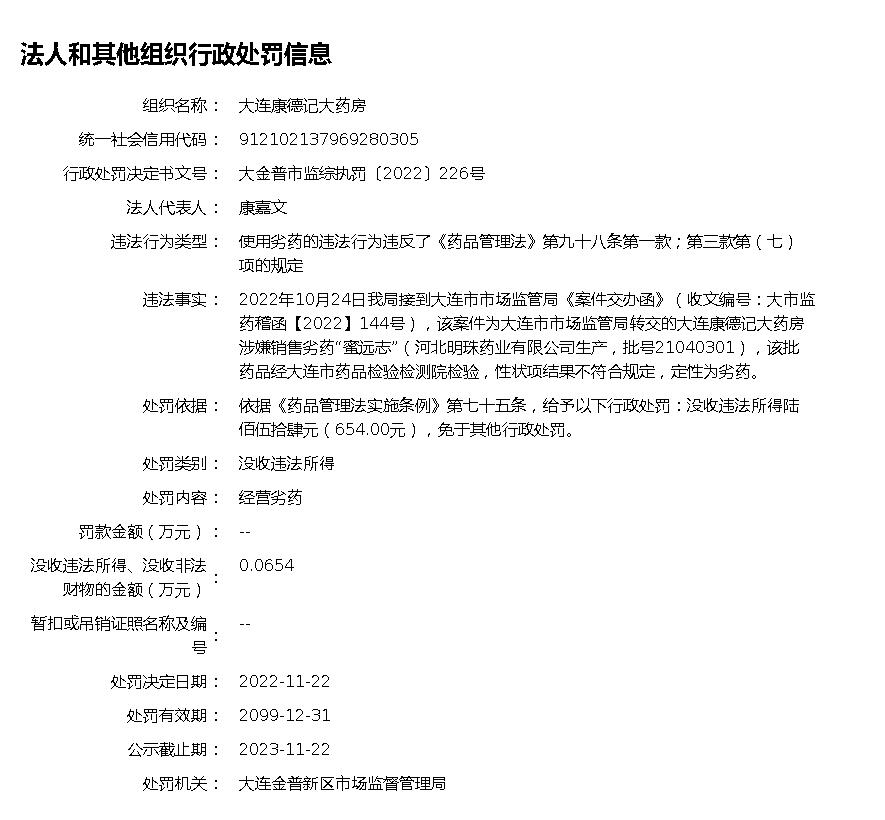 法人和其他组织行政处罚信息
组织名称： 大连康德记大药房
统一社会信用代码： 912102137969280305
行政处罚决定书文号： 大金普市监综执罚〔2022〕226号
法人代表人： 康嘉文
违法行为类型： 使用劣药的违法行为违反了《药品管理法》第九十八条第一款；第三款第（七）
项的规定
违法事实： 2022年10月24日我局接到大连市市场监管局《案件交办函》（收文编号：大市监
药稽函【2022】144号），该案件为大连市市场监管局转交的大连康德记大药房
涉嫌销售劣药“蜜远志”（河北明珠药业有限公司生产，批号21040301），该批
药品经大连市药品检验检测院检验，性状项结果不符合规定，定性为劣药。
处罚依据： 依据《药品管理法实施条例》第七十五条，给予以下行政处罚：没收违法所得陆
佰伍拾肆元（654.00元），免于其他行政处罚。
处罚类别： 没收违法所得
处罚内容： 经营劣药
罚款金额（万元）： --
没收违法所得、没收非法
财物的金额（万元）： 0.0654
暂扣或吊销证照名称及编
号： --
处罚决定日期： 2022-11-22
处罚有效期： 2099-12-31
公示截止期： 2023-11-22
处罚机关： 大连金普新区市场监督管理局